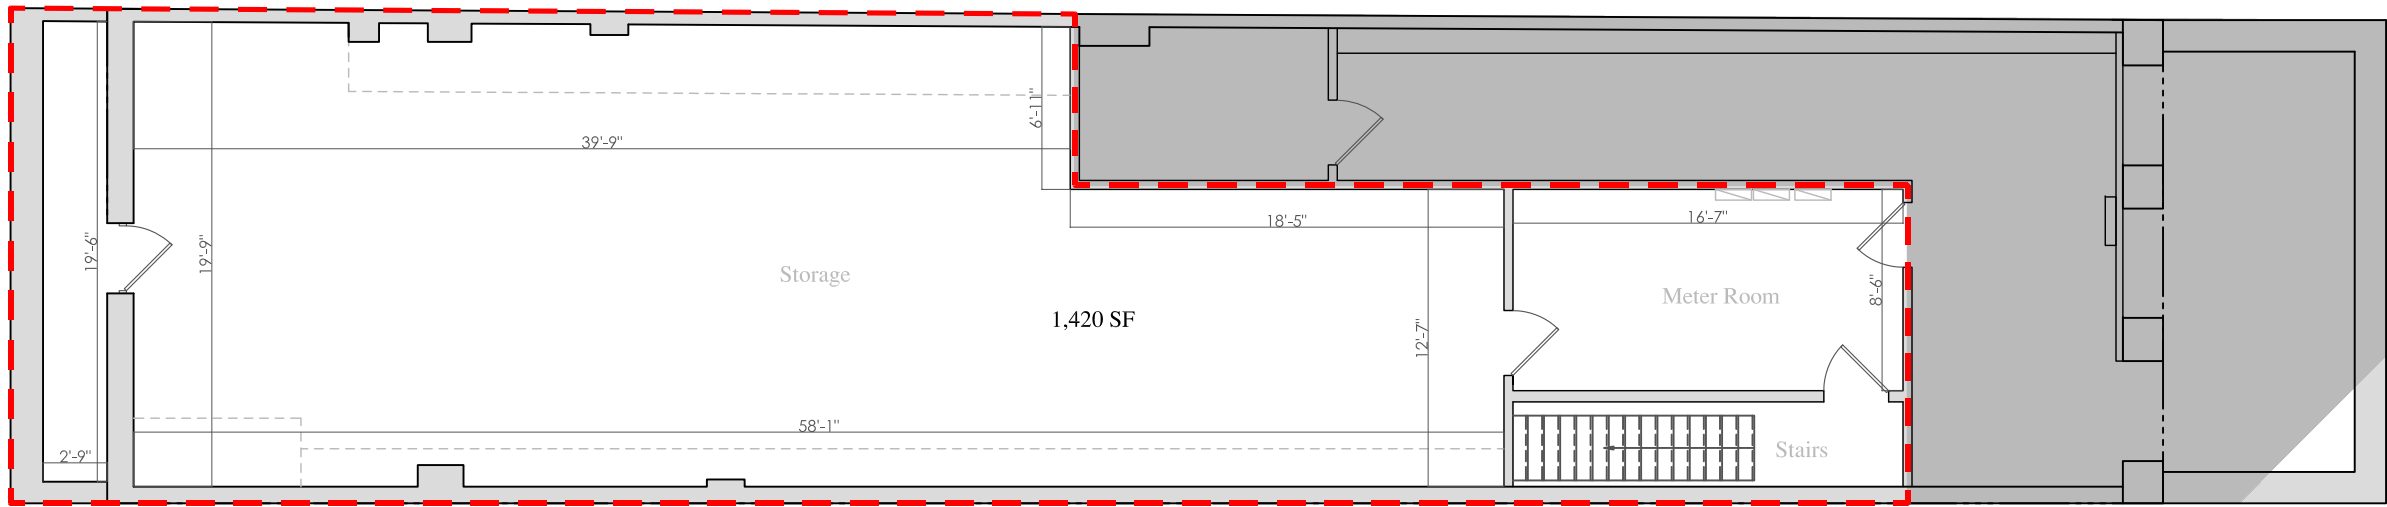 6'-11"
39'-9"
18'-5"
16'-7"
19'-6"
19'-9"
Storage
8'-6"
Meter Room
1,420 SF
12'-7"
58'-1"
2'-9"
Stairs